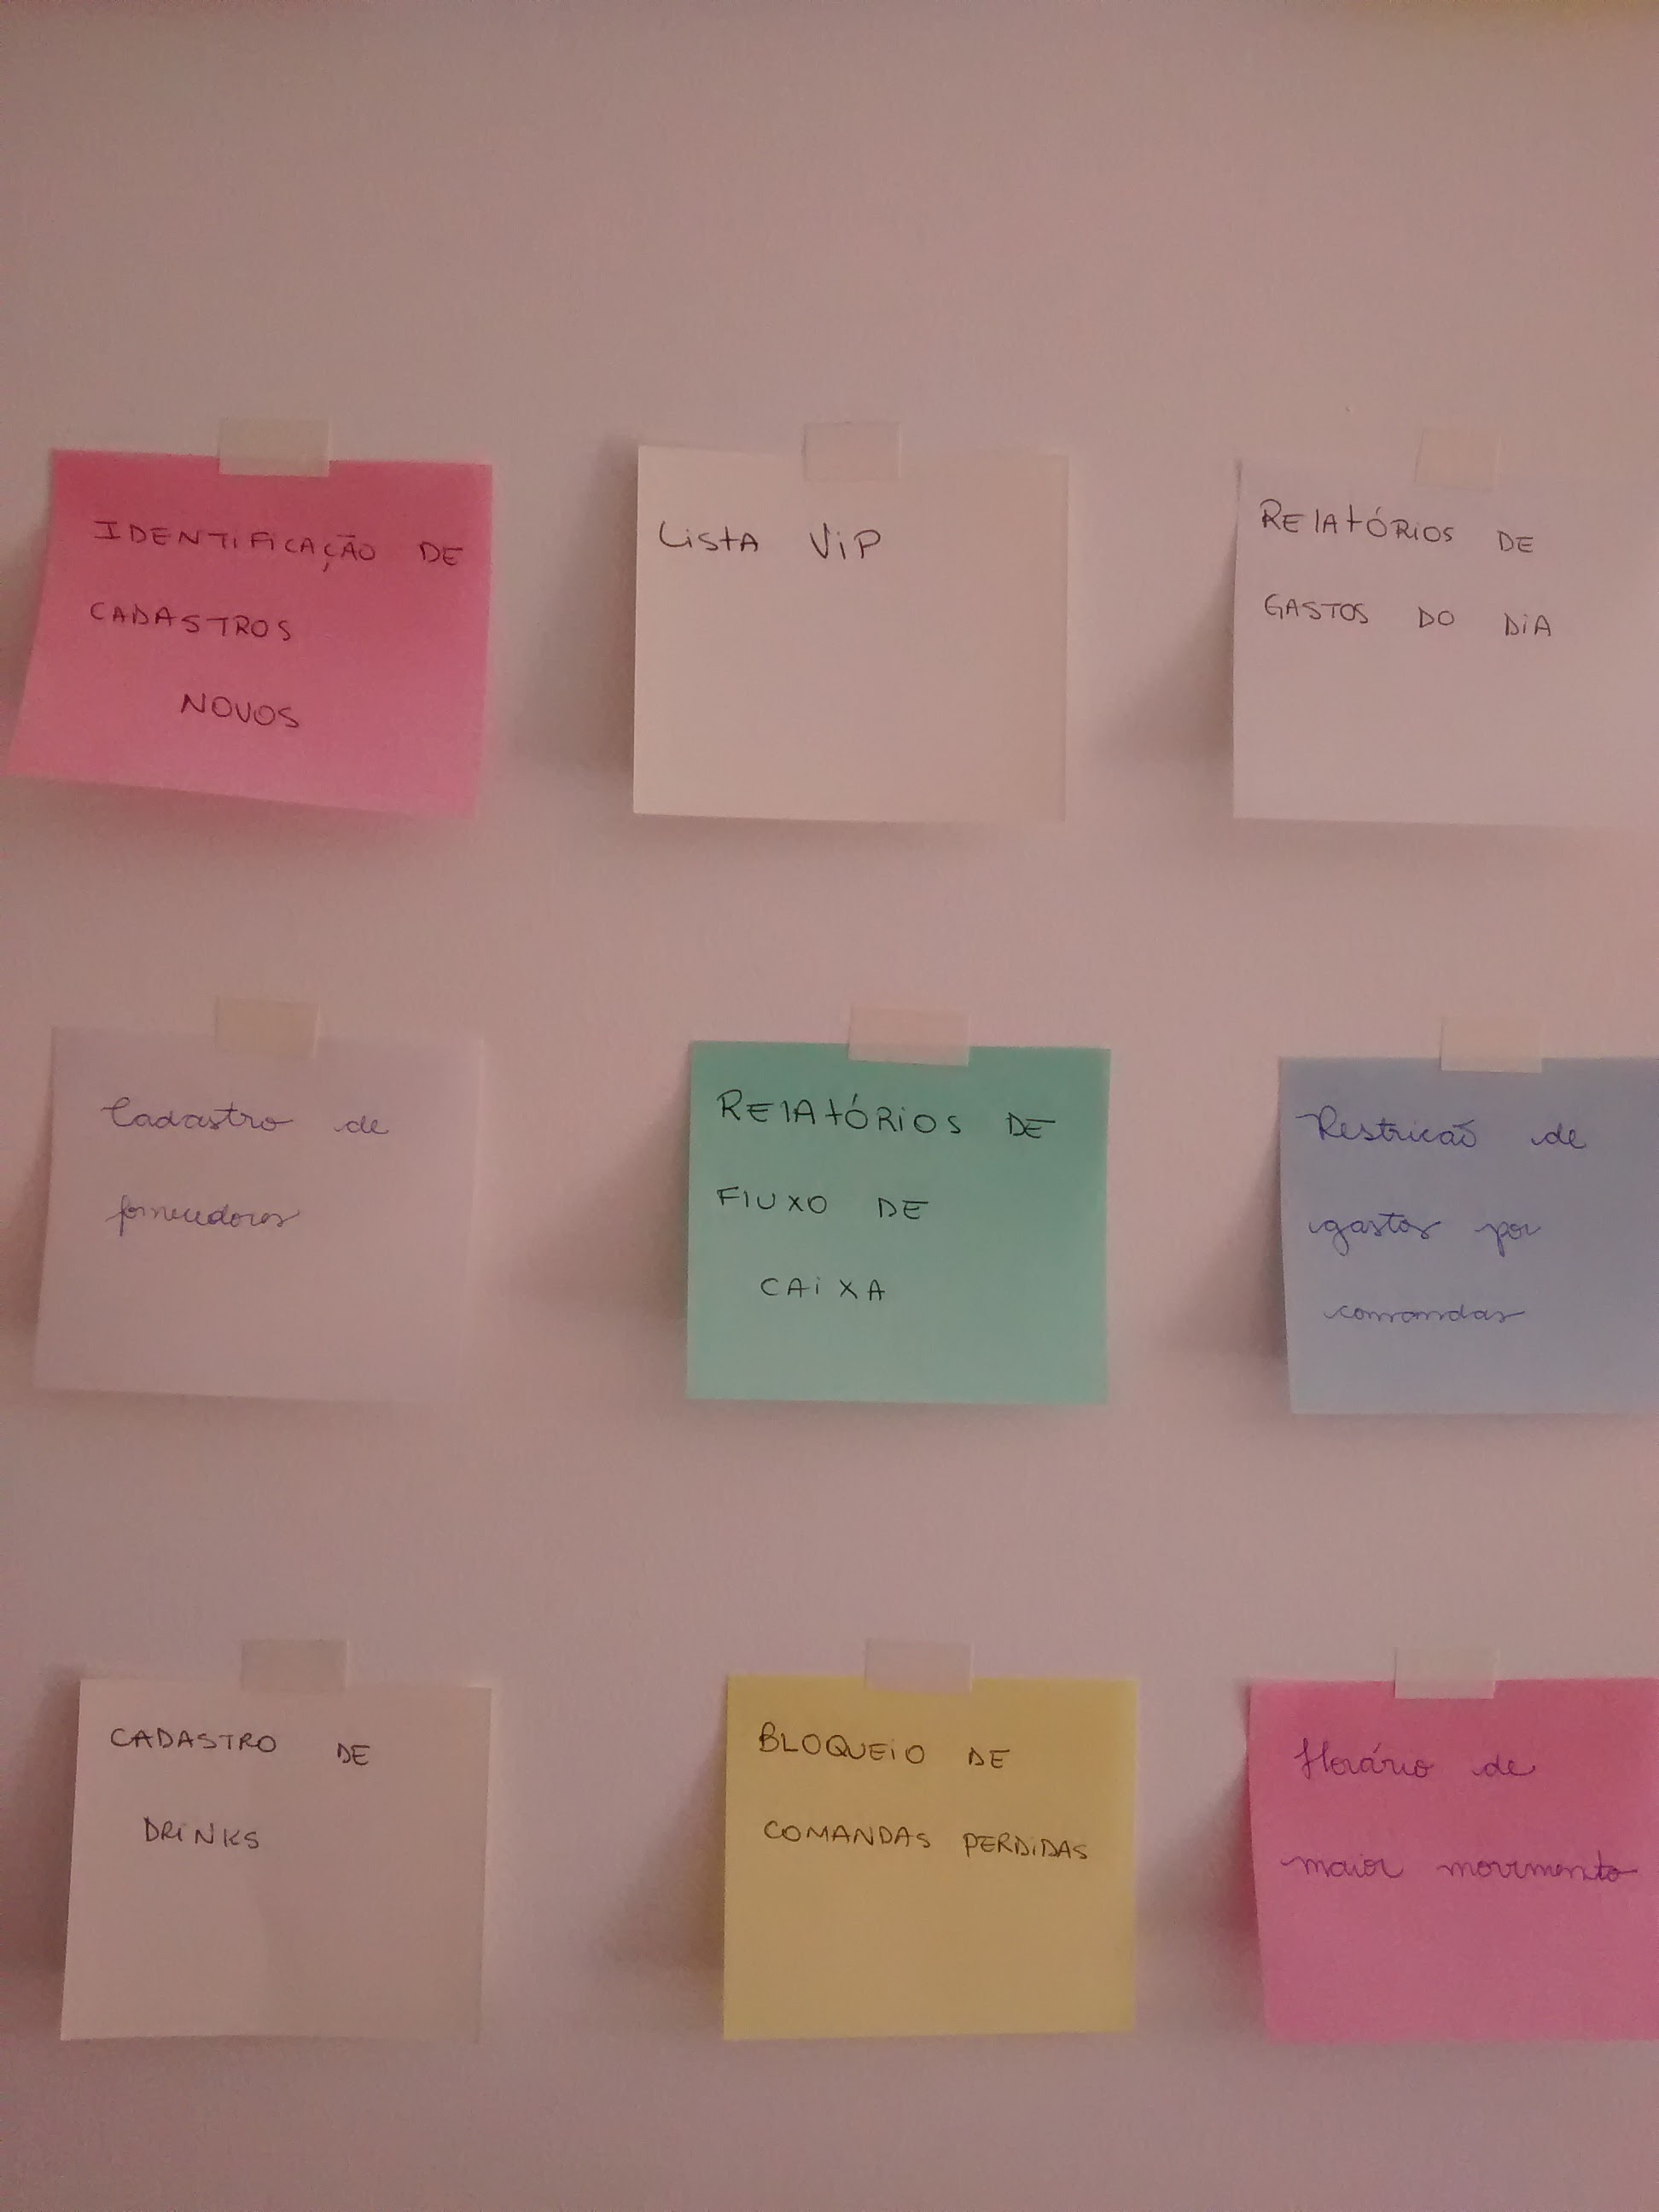 IDENTIFICAÇÃO DE
CADASTROS
NOVOS
Lista ViP
RElAtÓRiOS DE
GASTOS DO DiA
Cadastro de
fornecedores
RElAtÓRiOS DE
FlUXO DE
CAiXA
Restricaõ de
gastos por
comandas
CADASTRO DE
DRiNKS
BLOQUEiO DE
COMANDAS PERDiDAS
Horário de
maior movimento